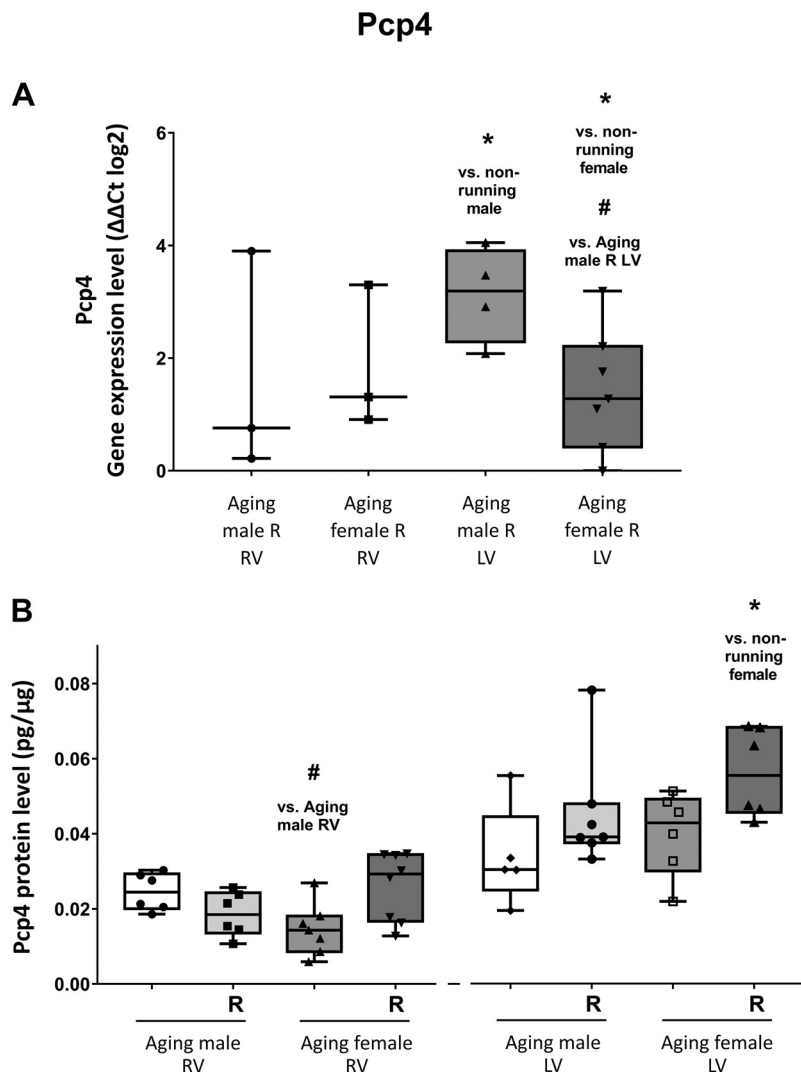 Pcp4
A
Pcp4
Gene expression level (ΔΔCt log2)
6
4
2
0
*
vs. non-
running
male
*
vs. non-
running
female
#
vs. Aging
male R LV
Aging
male R
RV
Aging
female R
RV
Aging
male R
LV
Aging
female R
LV
B
Pcp4 protein level (pg/µg)
0.08
0.06
0.04
0.02
0.00
#
vs. Aging
male RV
*
vs. non-
running
female
R
R
R
R
Aging male
RV
Aging female
RV
Aging male
LV
Aging female
LV